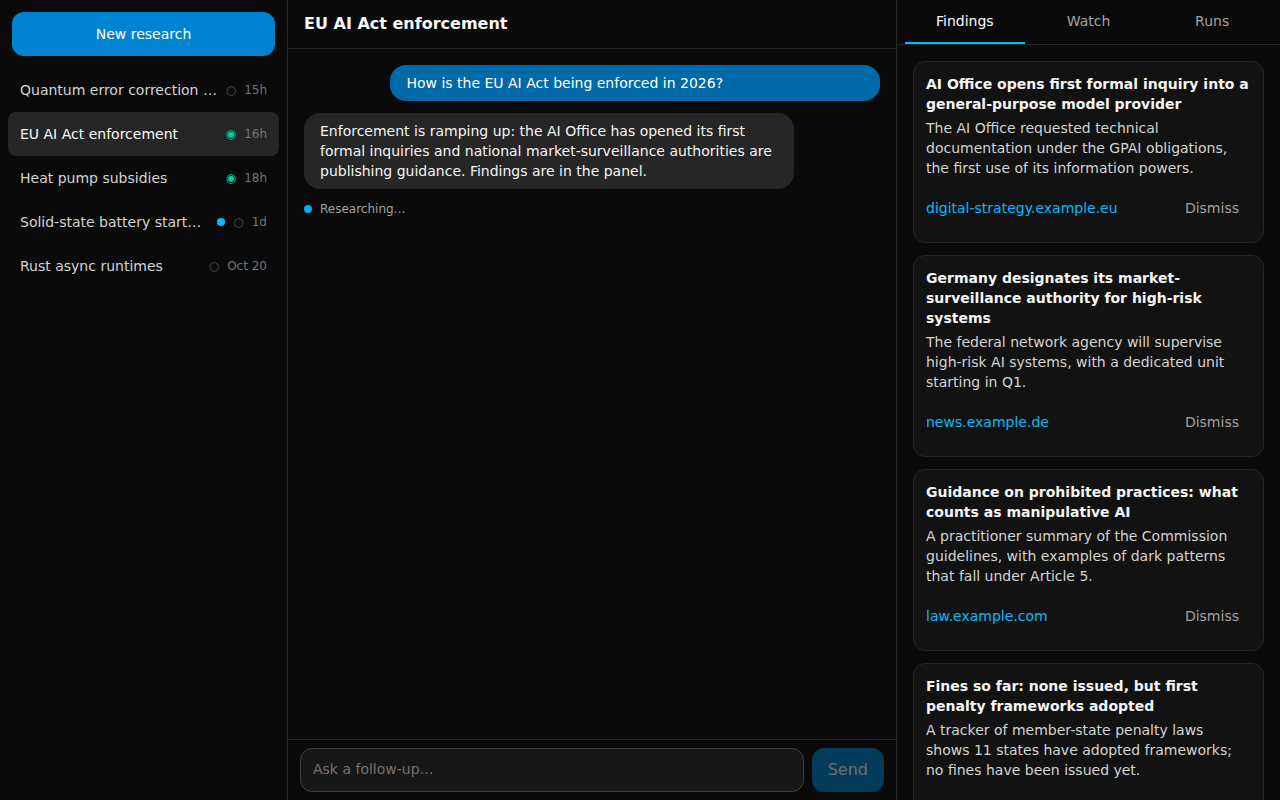 New research
Quantum error correction … 15h
EU AI Act enforcement 16h
Heat pump subsidies 18h
Solid-state battery start… 1d
Rust async runtimes Oct 20
EU AI Act enforcement
How is the EU AI Act being enforced in 2026?
Enforcement is ramping up: the AI Office has opened its first
formal inquiries and national market-surveillance authorities are
publishing guidance. Findings are in the panel.
Researching…
Ask a follow-up…
Send
Findings Watch Runs
AI Office opens first formal inquiry into a
general-purpose model provider
The AI Office requested technical
documentation under the GPAI obligations,
the first use of its information powers.
digital-strategy.example.eu Dismiss
Germany designates its market-
surveillance authority for high-risk
systems
The federal network agency will supervise
high-risk AI systems, with a dedicated unit
starting in Q1.
news.example.de Dismiss
Guidance on prohibited practices: what
counts as manipulative AI
A practitioner summary of the Commission
guidelines, with examples of dark patterns
that fall under Article 5.
law.example.com Dismiss
Fines so far: none issued, but first
penalty frameworks adopted
A tracker of member-state penalty laws
shows 11 states have adopted frameworks;
no fines have been issued yet.